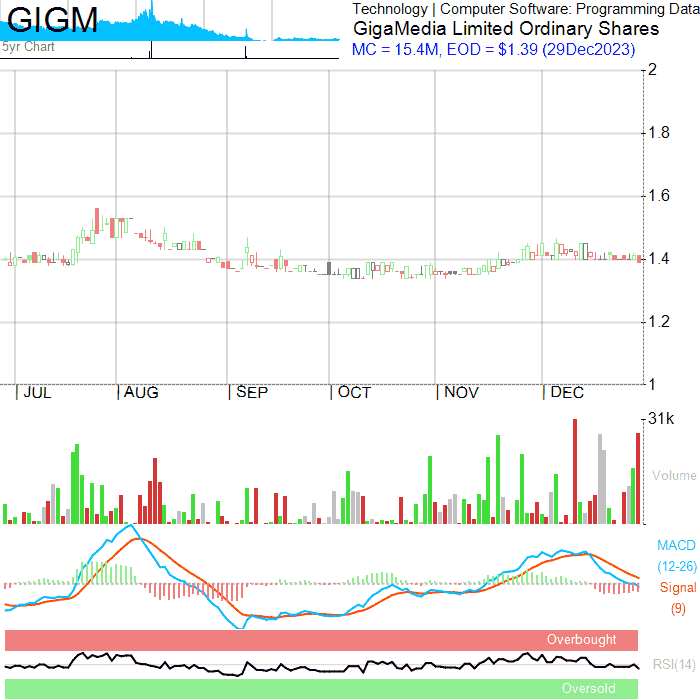 GIGM
5yr Chart
Technology | Computer Software: Programming Data
GigaMedia Limited Ordinary Shares
MC = 15.4M, EOD = $1.39 (29Dec2023)
2
1.8
1.6
1.4
1.2
1
JUL AUG SEP OCT NOV DEC
31k
Volume
MACD
(12-26)
Signal
(9)
Overbought
RSI(14)
Oversold